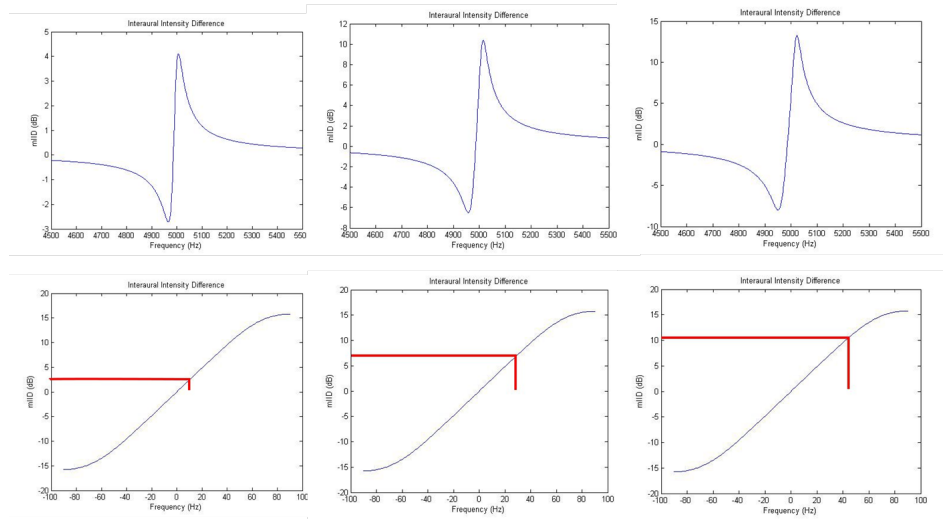 Interaural Intensity Difference
5
4
3
2
1
0
-1
-2
-3
mIID (dB)
4500 4600 4700 4800 4900 5000 5100 5200 5300 5400 550
Frequency (Hz)
Interaural Intensity Difference
12
10
8
6
4
2
0
-2
-4
-6
-8
mIID (dB)
4500 4600 4700 4800 4900 5000 5100 5200 5300 5400 5500
Frequency (Hz)
Interaural Intensity Difference
15
10
5
0
-5
-10
mIID (dB)
4500 4600 4700 4800 4900 5000 5100 5200 5300 5400 5500
Frequency (Hz)
Interaural Intensity Difference
20
15
10
5
0
-5
-10
-15
-20
mIID (dB)
-100 -80 -60 -40 -20 0 20 40 60 80 100
Frequency (Hz)
Interaural Intensity Difference
20
15
10
5
0
-5
-10
-15
-20
mIID (dB)
-100 -80 -60 -40 -20 0 20 40 60 80 100
Frequency (Hz)
Interaural Intensity Difference
20
15
10
5
0
-5
-10
-15
-20
mIID (dB)
-100 -80 -60 -40 -20 0 20 40 60 80 100
Frequency (Hz)